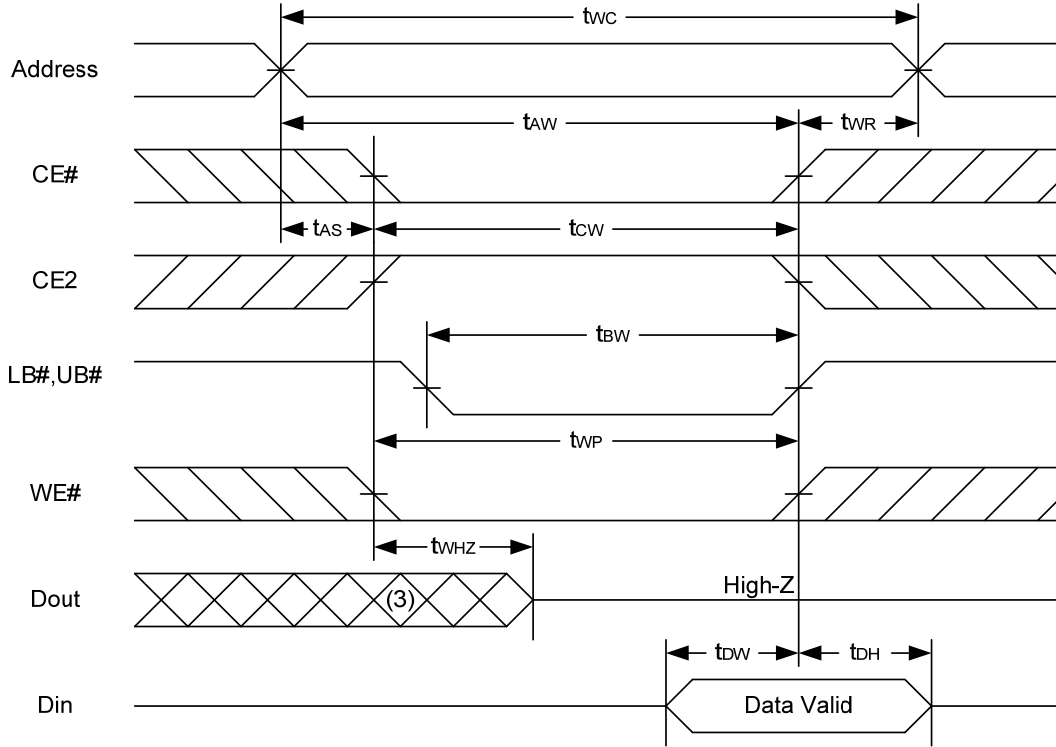 tWC
Address
tAW
tWR
CE#
tAS
tCW
CE2
tBW
LB#,UB#
tWP
WE#
tWHZ
Dout
(3)
High-Z
tDW
tDH
Din
Data Valid